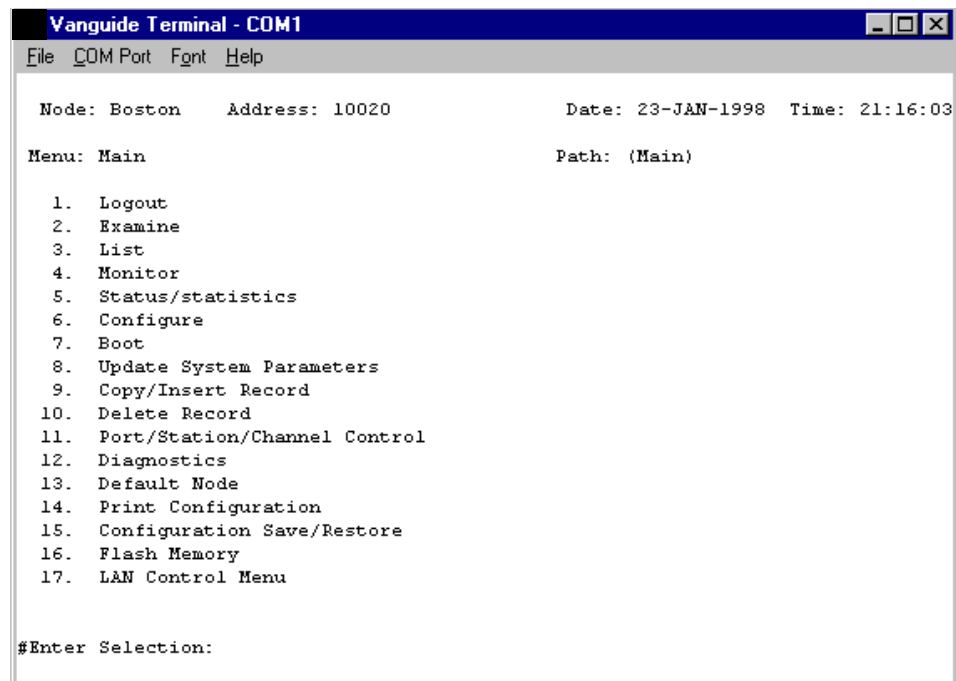 Vanguide Terminal - COM1
File COM Port Font Help
Node: Boston Address: 10020 Date: 23-JAN-1998 Time: 21:16:03
Menu: Main Path: (Main)
1. Logout
2. Examine
3. List
4. Monitor
5. Status/statistics
6. Configure
7. Boot
8. Update System Parameters
9. Copy/Insert Record
10. Delete Record
11. Port/Station/Channel Control
12. Diagnostics
13. Default Node
14. Print Configuration
15. Configuration Save/Restore
16. Flash Memory
17. LAN Control Menu
#Enter Selection: